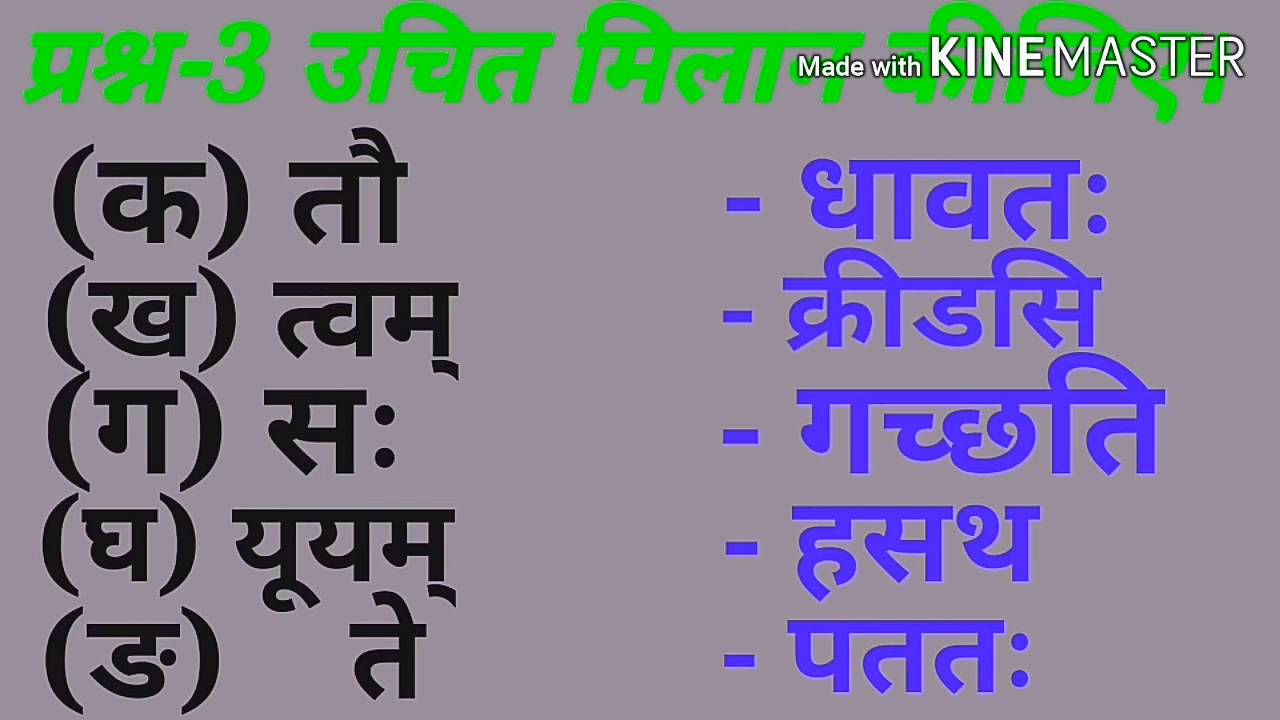 प्रश्न-3 उचित मिलान कीजिए।
Made with KINEMASTER
(क) तौ - धावतः
(ख) त्वम् - क्रीडसि
(ग) सः - गच्छति
(घ) यूयम् - हसथ
(ङ) ते - पततः